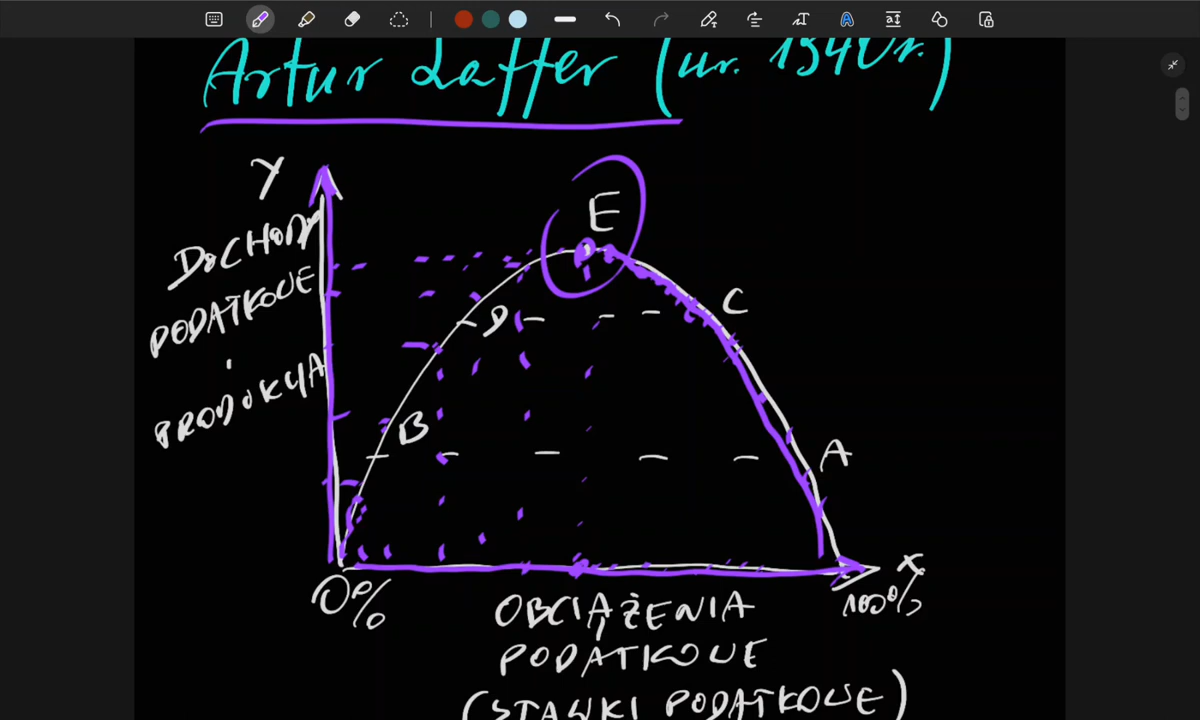 Artur Laffer (ur. 1940r.)
Y
E
DOCHODY
PODATKOWE
i
PRODUKCJA
D
C
B
A
X
0%
100%
OBCIĄŻENIA
PODATKOWE
(STAWKI PODATKOWE)